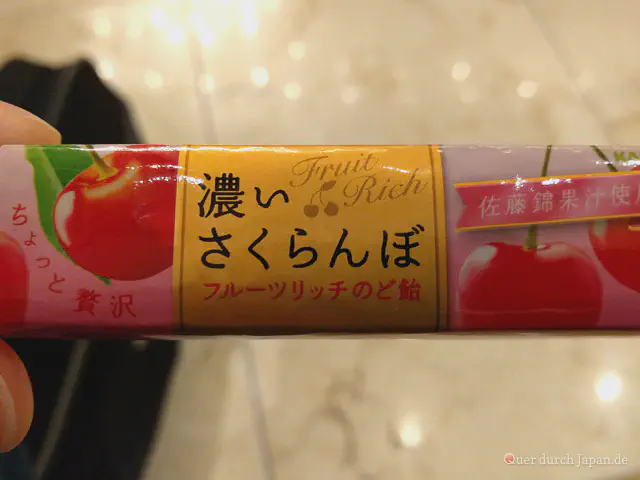 ちょっと
贅沢
濃い
Fruit
Rich
さくらんぼ
フルーツリッチのど飴
佐藤錦果汁使用
Quer durch Japan.de